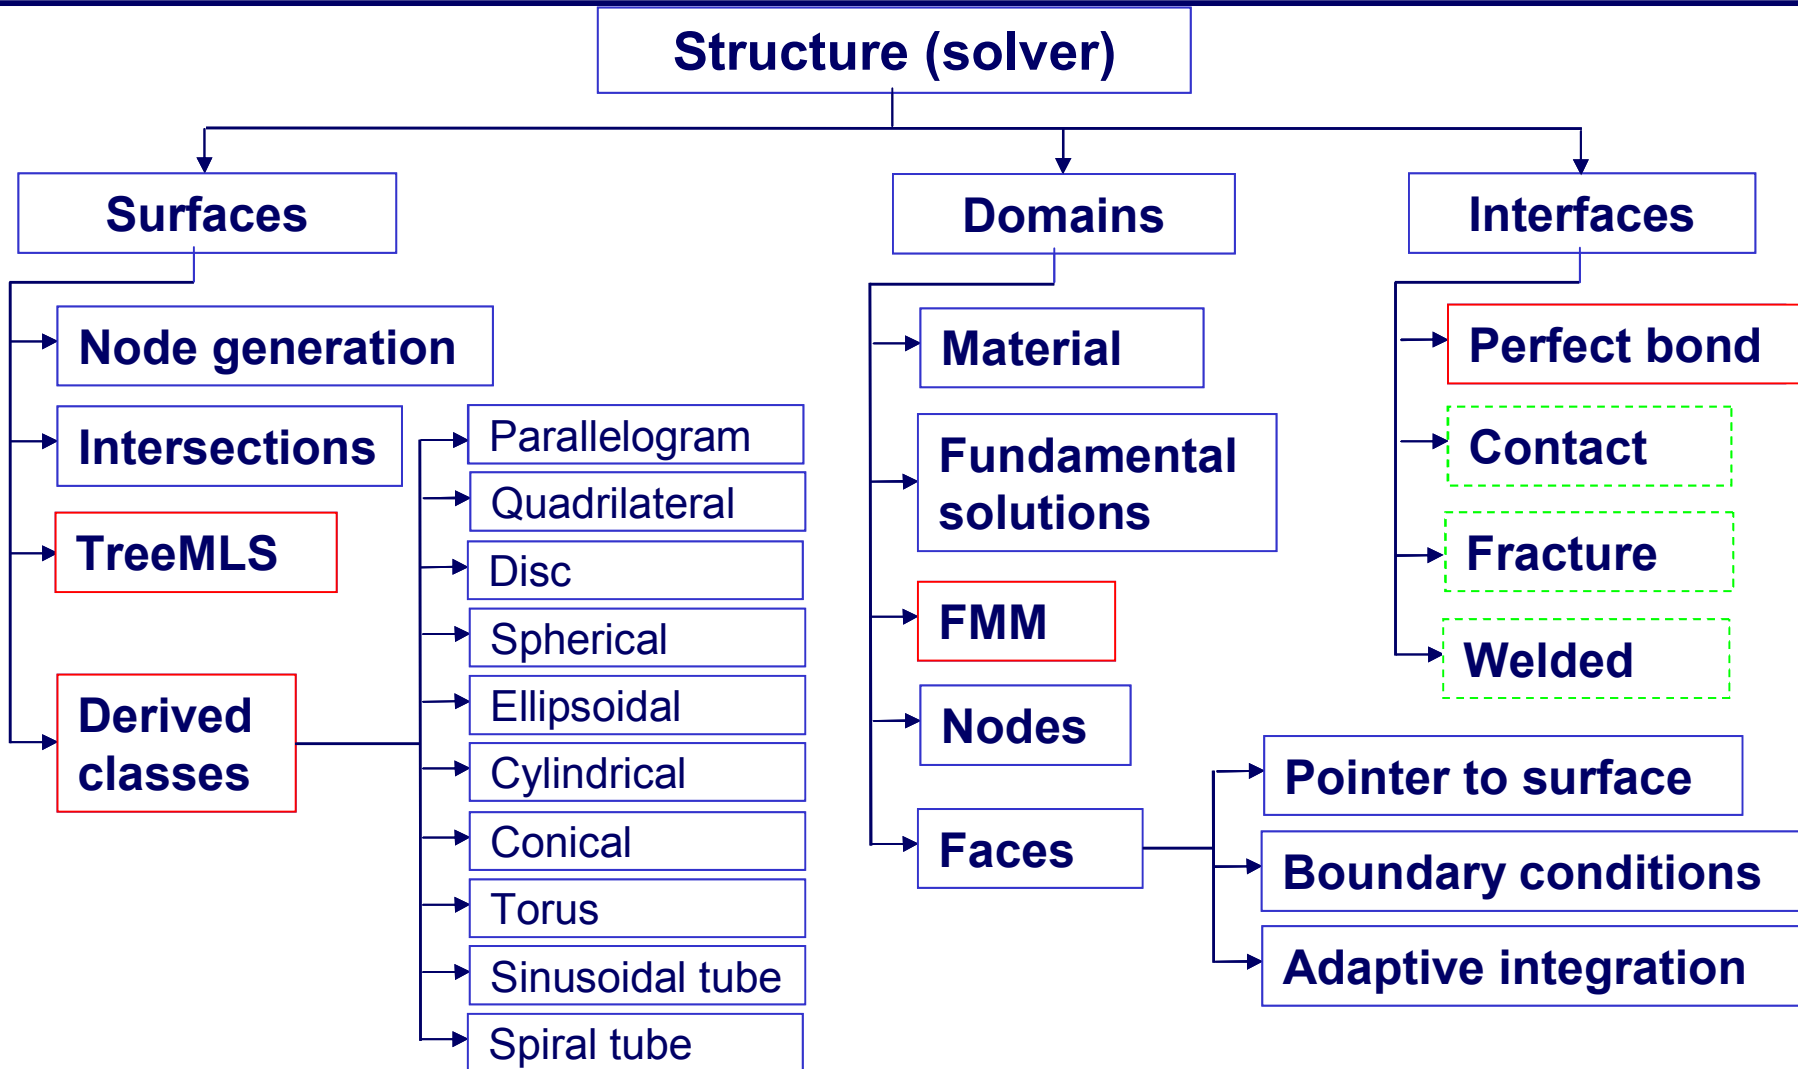 Structure (solver)
Surfaces
Domains
Interfaces
Node generation
Intersections
TreeMLS
Derived
classes
Parallelogram
Quadrilateral
Disc
Spherical
Ellipsoidal
Cylindrical
Conical
Torus
Sinusoidal tube
Spiral tube
Material
Fundamental
solutions
FMM
Nodes
Faces
Pointer to surface
Boundary conditions
Adaptive integration
Perfect bond
Contact
Fracture
Welded